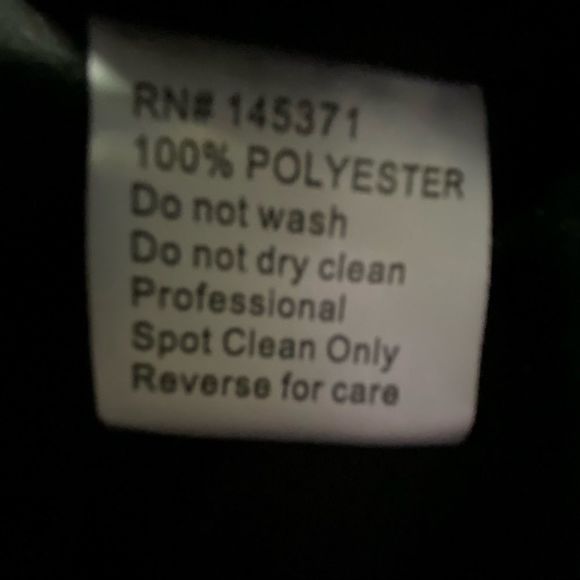 RN# 145371
100% POLYESTER
Do not wash
Do not dry clean
Professional
Spot Clean Only
Reverse for care